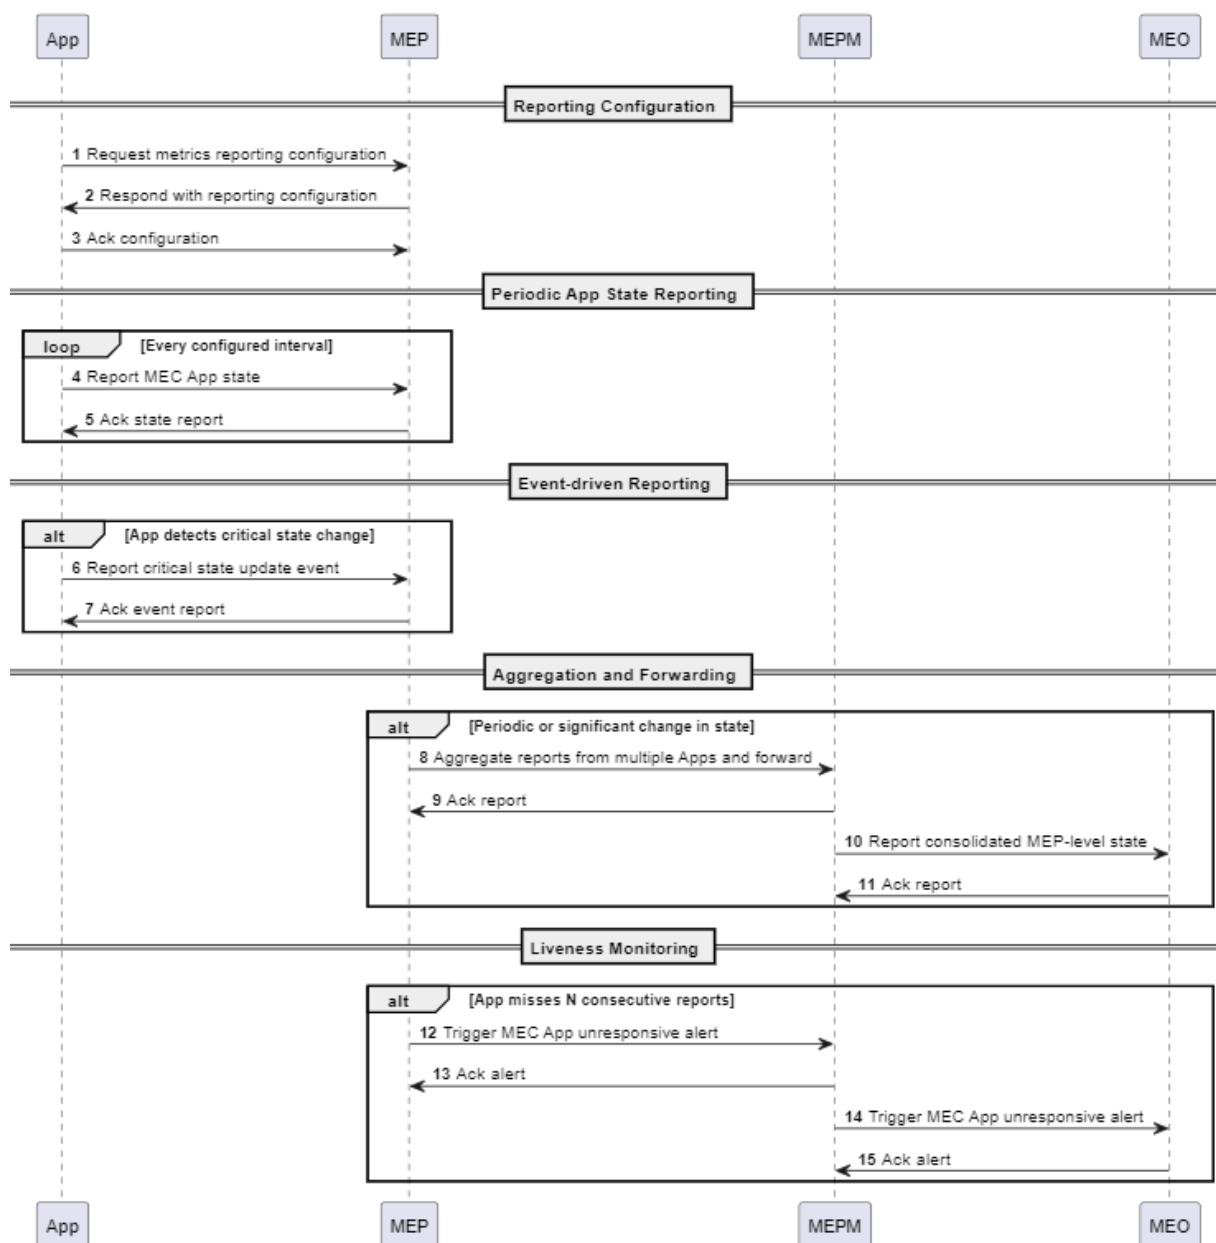 App MEP MEPM MEO
Reporting Configuration
1 Request metrics reporting configuration
2 Respond with reporting configuration
3 Ack configuration
Periodic App State Reporting
loop [Every configured interval]
4 Report MEC App state
5 Ack state report
Event-driven Reporting
alt [App detects critical state change]
6 Report critical state update event
7 Ack event report
Aggregation and Forwarding
alt [Periodic or significant change in state]
8 Aggregate reports from multiple Apps and forward
9 Ack report
10 Report consolidated MEP-level state
11 Ack report
Liveness Monitoring
alt [App misses N consecutive reports]
12 Trigger MEC App unresponsive alert
13 Ack alert
14 Trigger MEC App unresponsive alert
15 Ack alert
App MEP MEPM MEO